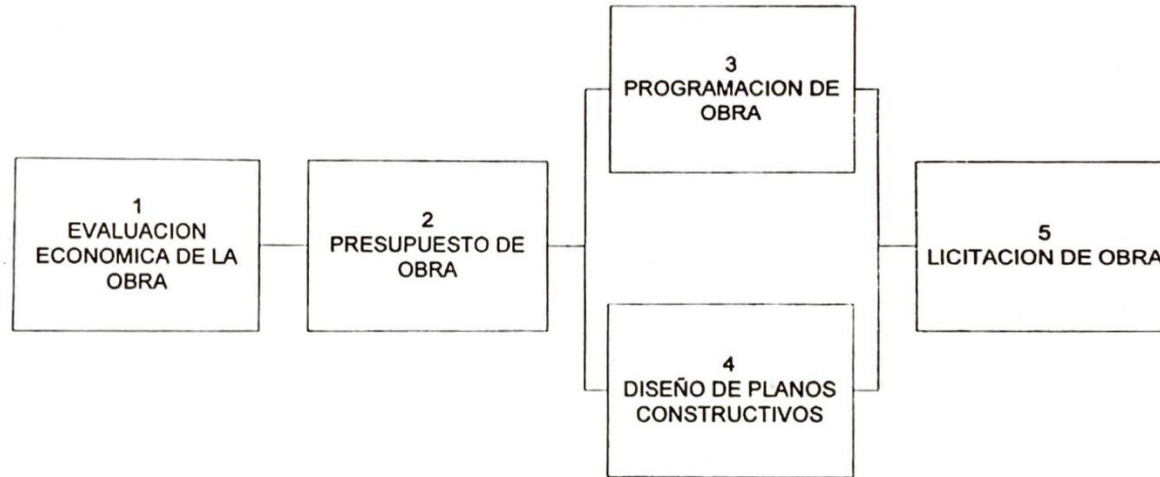 1
EVALUACION
ECONOMICA DE LA
OBRA
2
PRESUPUESTO DE
OBRA
3
PROGRAMACION DE
OBRA
4
DISEÑO DE PLANOS
CONSTRUCTIVOS
5
LICITACION DE OBRA